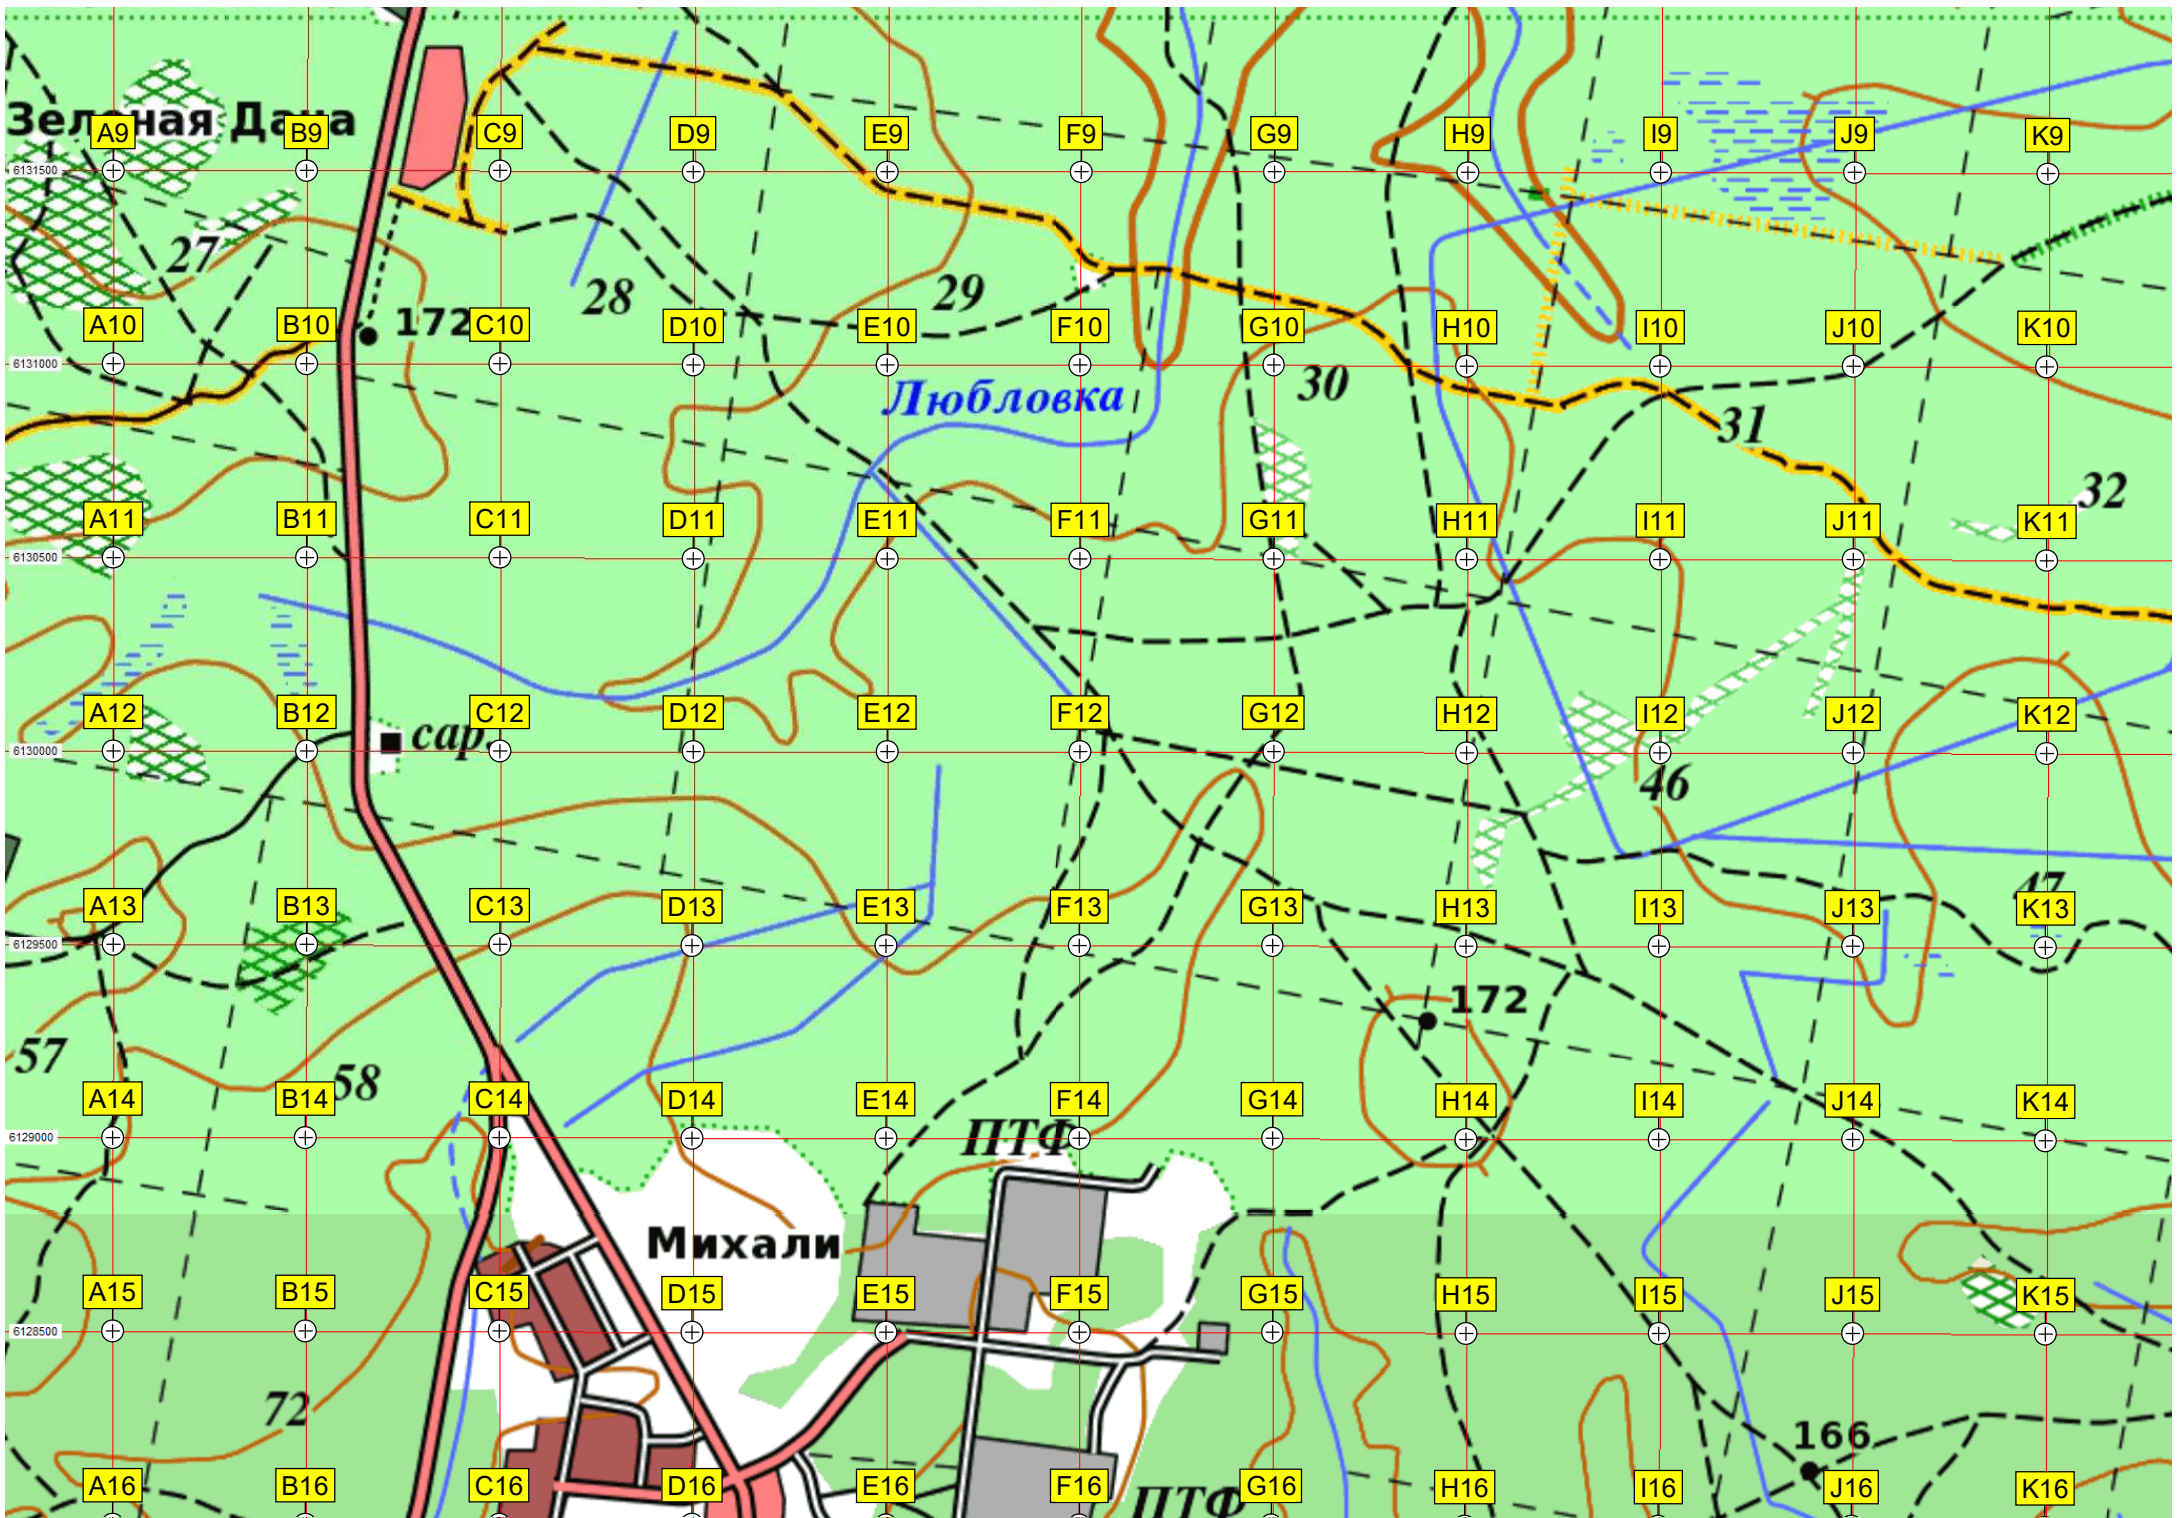 Зеленая Дача
A9 B9 C9 D9 E9 F9 G9 H9 I9 J9 K9
6131500
27 28 29
A10 B10 172 C10 D10 E10 F10 G10 H10 I10 J10 K10
6131000
Любловка 30 31
32
A11 B11 C11 D11 E11 F11 G11 H11 I11 J11 K11
6130500
A12 B12 сар. C12 D12 E12 F12 G12 H12 I12 J12 K12
6130000
46
47
A13 B13 C13 D13 E13 F13 G13 H13 I13 J13 K13
6129500
172
57 58
A14 B14 C14 D14 E14 F14 G14 H14 I14 J14 K14
6129000
ПТФ
Михали
A15 B15 C15 D15 E15 F15 G15 H15 I15 J15 K15
6128500
72 166
A16 B16 C16 D16 E16 F16 G16 H16 I16 J16 K16
ПТФ